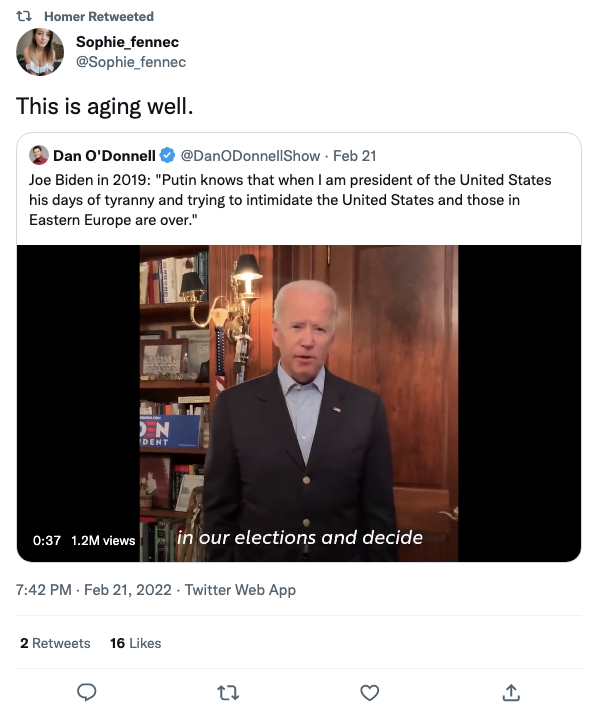 Homer Retweeted
Sophie_fennec
@Sophie_fennec
This is aging well.
Dan O'Donnell @DanODonnellShow · Feb 21
Joe Biden in 2019: "Putin knows that when I am president of the United States
his days of tyranny and trying to intimidate the United States and those in
Eastern Europe are over."
DEN
IDENT
0:37 1.2M views
in our elections and decide
7:42 PM · Feb 21, 2022 · Twitter Web App
2 Retweets 16 Likes